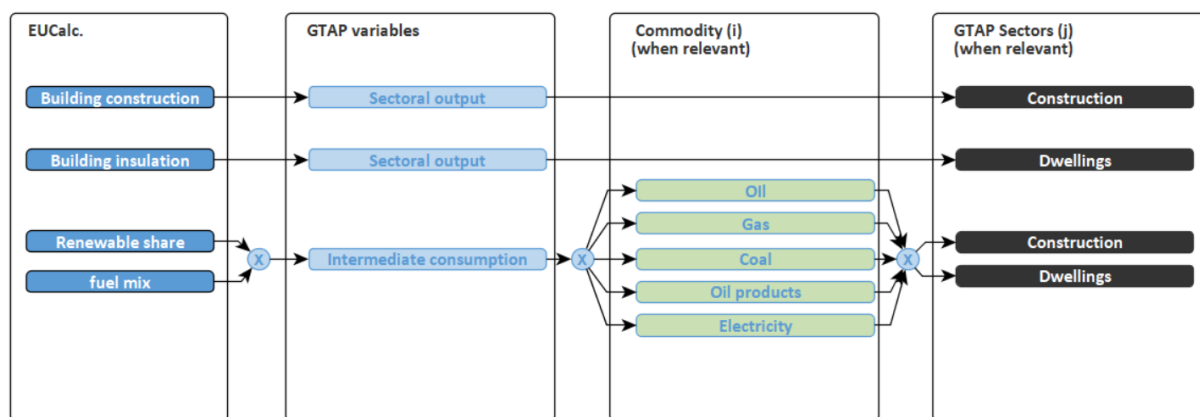 EUCalc.
GTAP variables
Commodity (i)
(when relevant)
GTAP Sectors (j)
(when relevant)
Building construction
Sectoral output
Construction
Building insulation
Sectoral output
Dwellings
OIl
Gas
Renewable share
Construction
X
Intermediate consumption
X
Coal
X
fuel mix
Dwellings
Oil products
Electricity